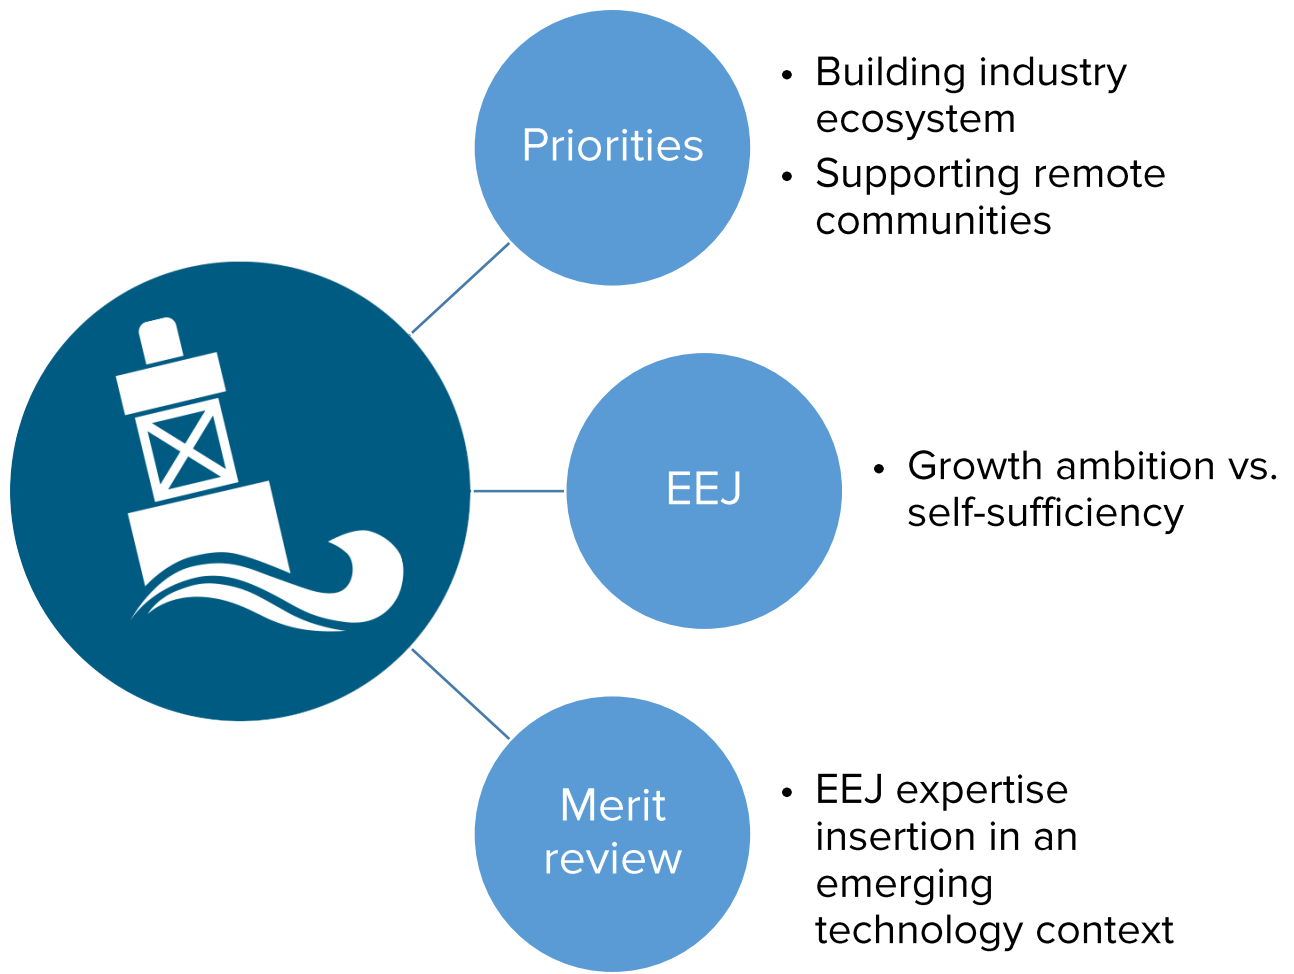 Priorities
• Building industry
ecosystem
• Supporting remote
communities
EEJ
• Growth ambition vs.
self-sufficiency
Merit
review
• EEJ expertise
insertion in an
emerging
technology context